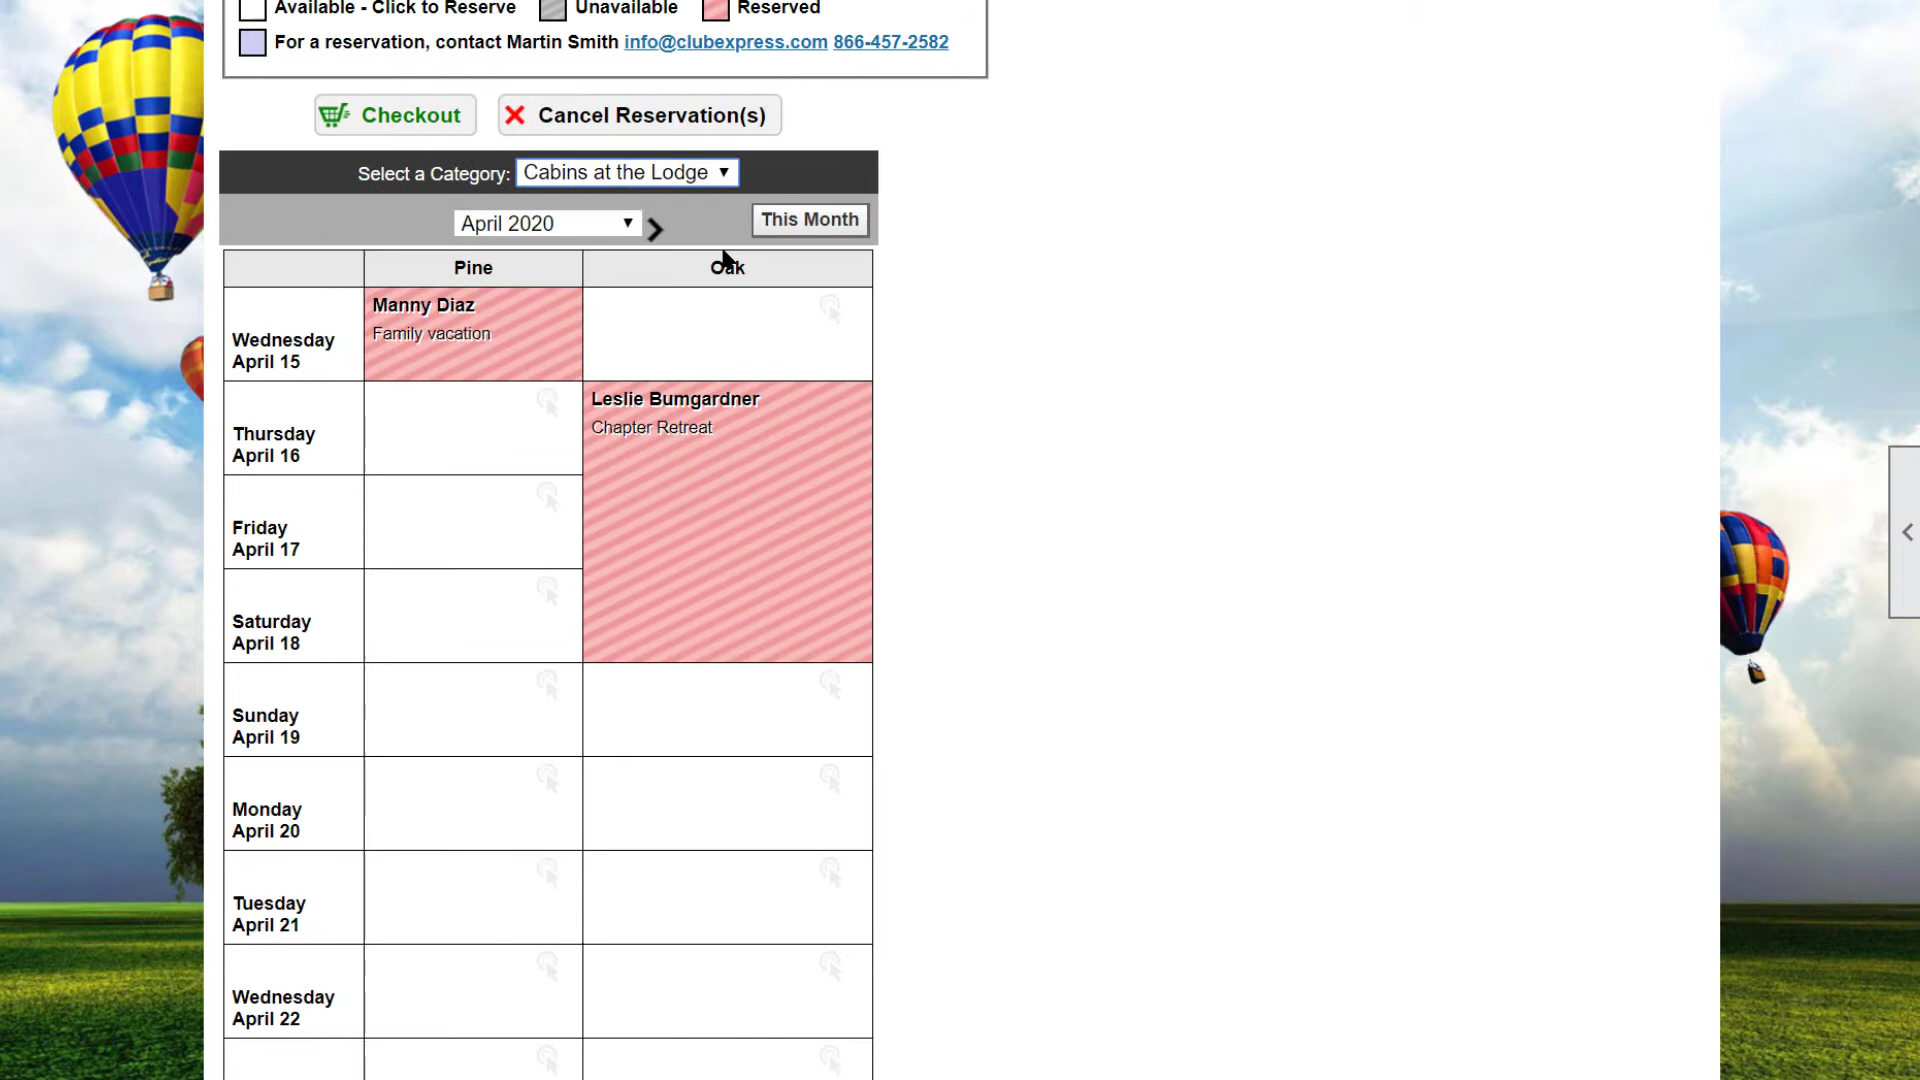 Available - Click to Reserve Unavailable Reserved
For a reservation, contact Martin Smith info@clubexpress.com 866-457-2582
Checkout Cancel Reservation(s)
Select a Category: Cabins at the Lodge
April 2020 This Month
Pine Oak
Manny Diaz
Family vacation
Wednesday
April 15
Leslie Bumgardner
Chapter Retreat
Thursday
April 16
Friday
April 17
Saturday
April 18
Sunday
April 19
Monday
April 20
Tuesday
April 21
Wednesday
April 22